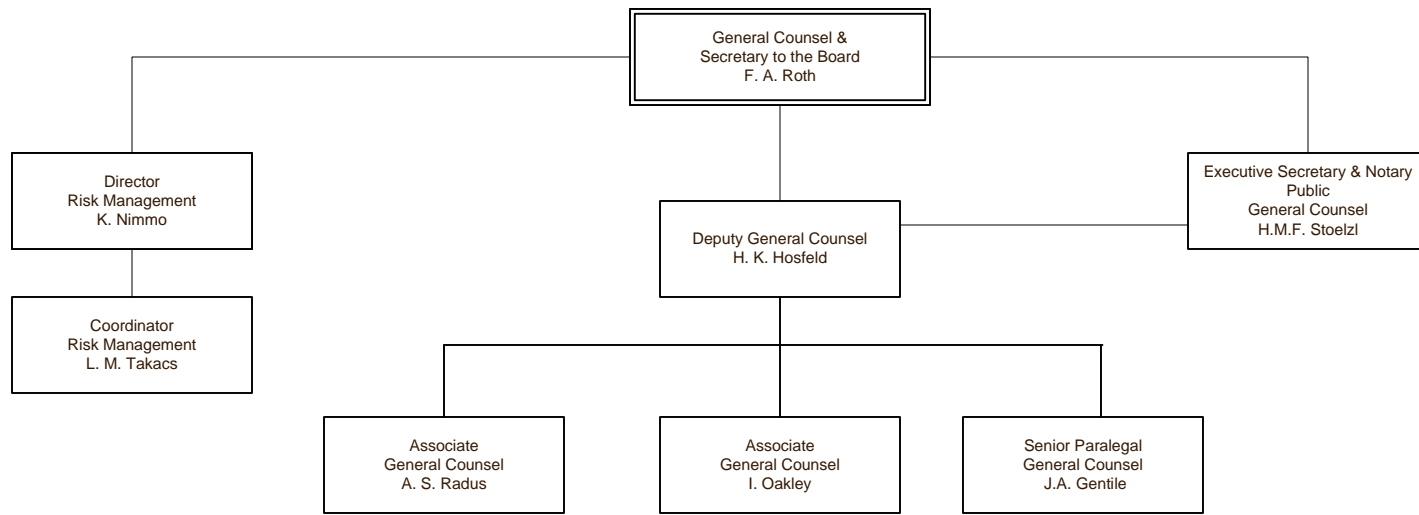 General Counsel &
Secretary to the Board
F. A. Roth
Director
Risk Management
K. Nimmo
Executive Secretary & Notary
Public
General Counsel
H.M.F. Stoelzl
Deputy General Counsel
H. K. Hosfeld
Coordinator
Risk Management
L. M. Takacs
Associate
General Counsel
A. S. Radus
Associate
General Counsel
I. Oakley
Senior Paralegal
General Counsel
J.A. Gentile